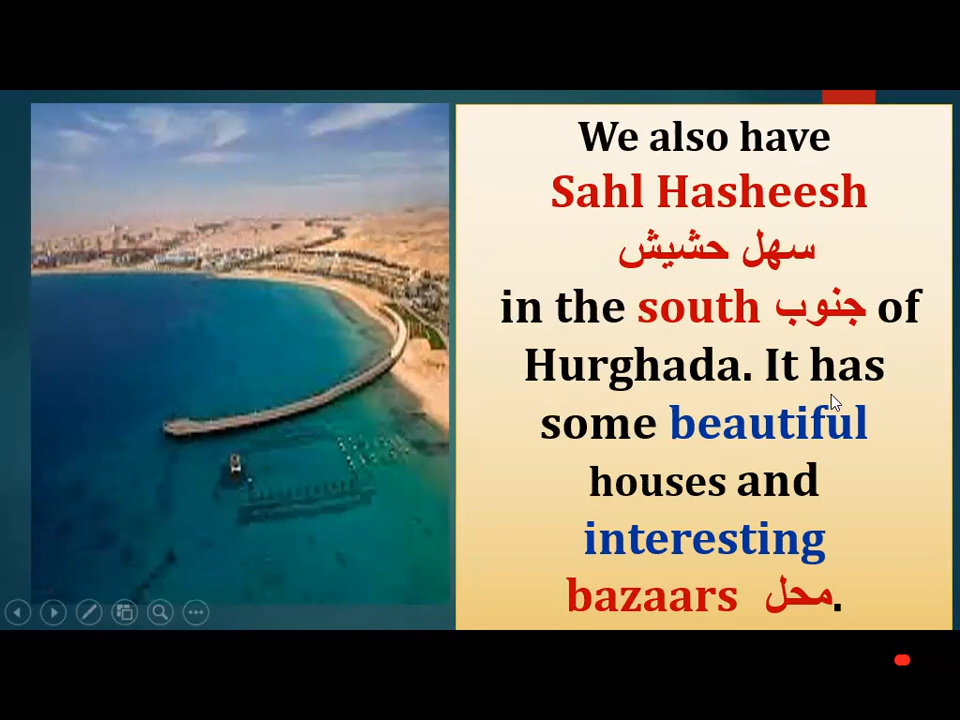 We also have
Sahl Hasheesh
سهل حشيش
in the south جنوب of
Hurghada. It has
some beautiful
houses and
interesting
bazaars محل.